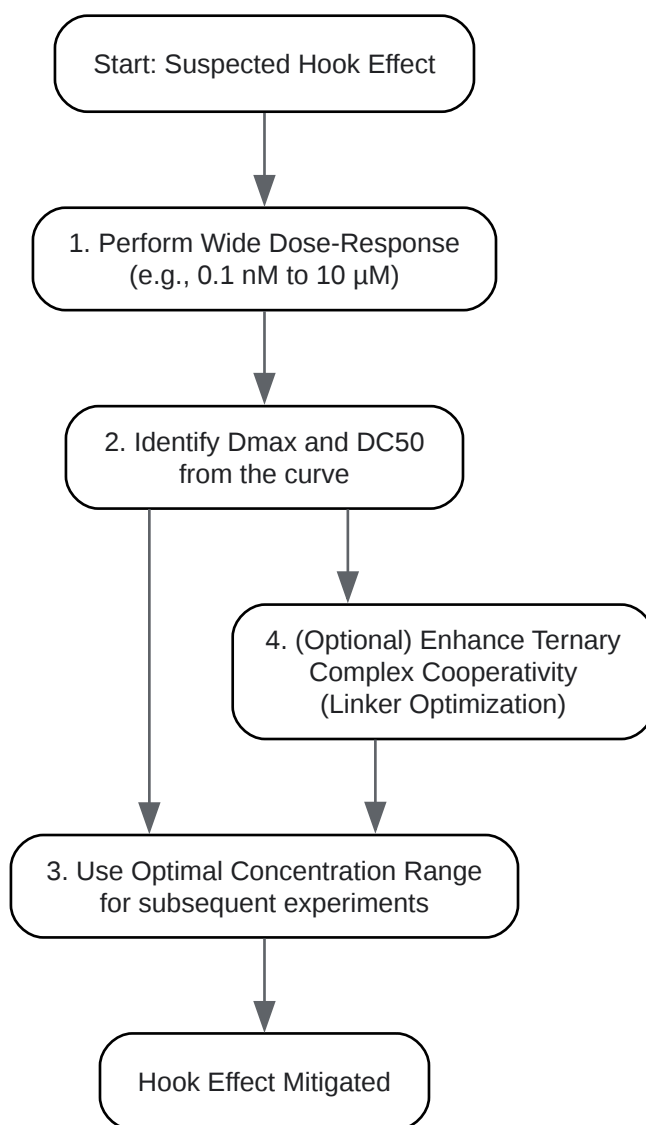 Start: Suspected Hook Effect
1. Perform Wide Dose-Response
(e.g., 0.1 nM to 10 µM)
2. Identify Dmax and DC50
from the curve
4. (Optional) Enhance Ternary
Complex Cooperativity
(Linker Optimization)
3. Use Optimal Concentration Range
for subsequent experiments
Hook Effect Mitigated